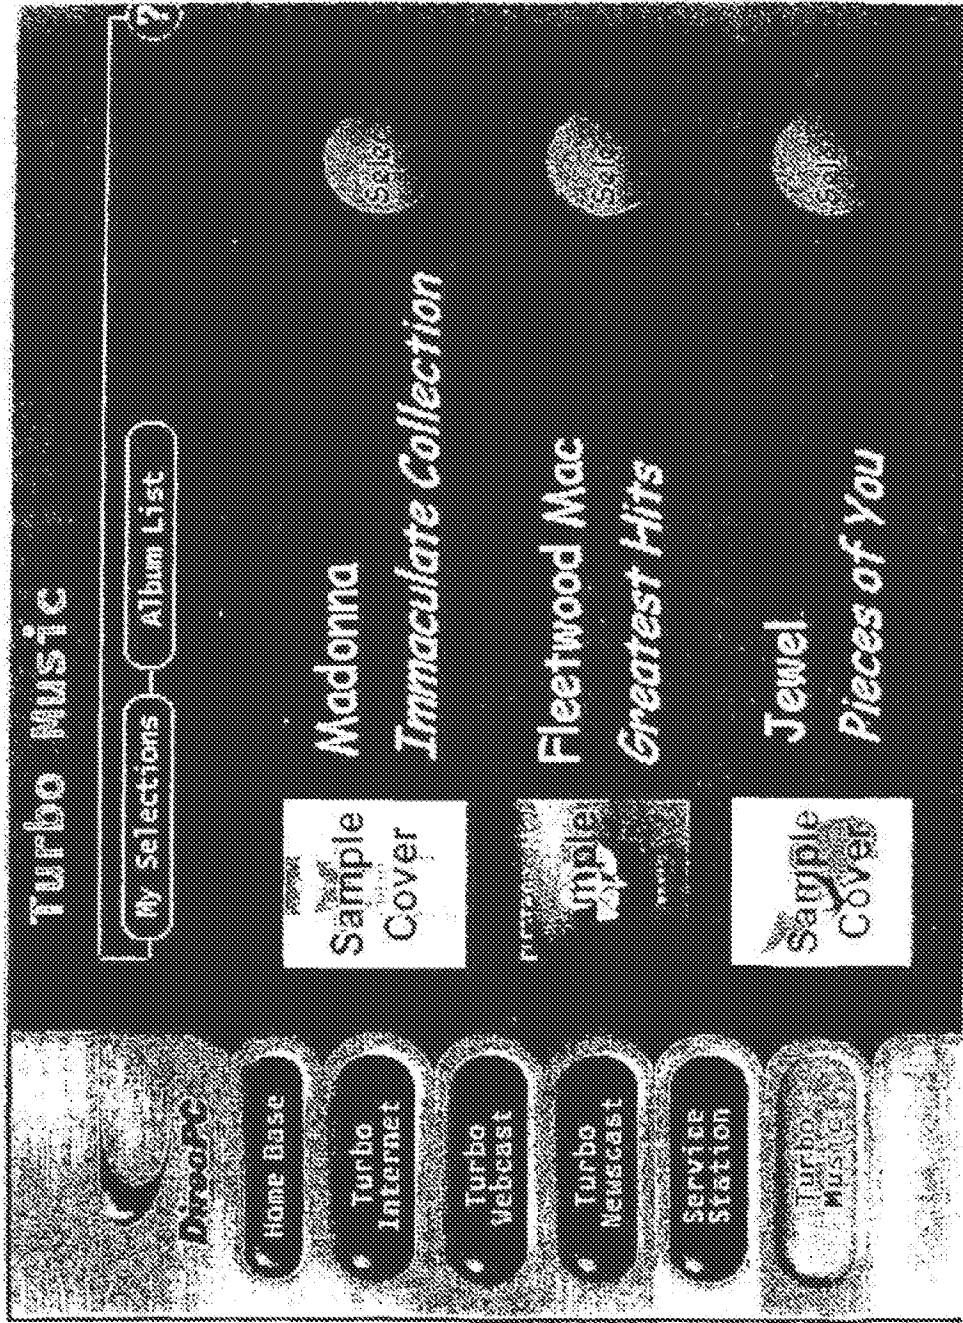 Turbo Music
?
My Selections
Album List
DirecPC
Home Base
Turbo
Internet
Turbo
Webcast
Turbo
Newscast
Service
Station
Turbo
Music
Sample
Cover
Madonna
Immaculate Collection
Fleetwood Mac
Greatest Hits
Sample
Cover
Jewel
Pieces of You